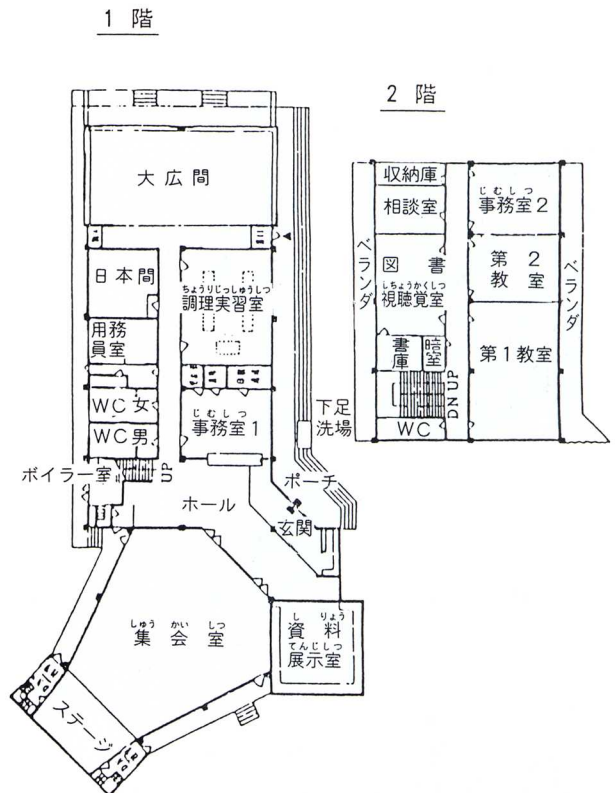 1 階
大広間
日本間
ちょうりじっしゅうしつ
調理実習室
用務
員室
WC 女
WC 男
じむしつ
事務室1
下足
洗場
ボイラー室
UP
ポーチ
ホール
玄関
しゅう かい しつ
集 会 室
し りょう
資 料
てんじしつ
展示室
ステージ
2 階
収納庫
相談室
じむしつ
事務室2
ベランダ
図 書
しちょうかくしつ
視聴覚室
第 2
教 室
ベランダ
書
庫
暗
室
第1教室
DN UP
WC